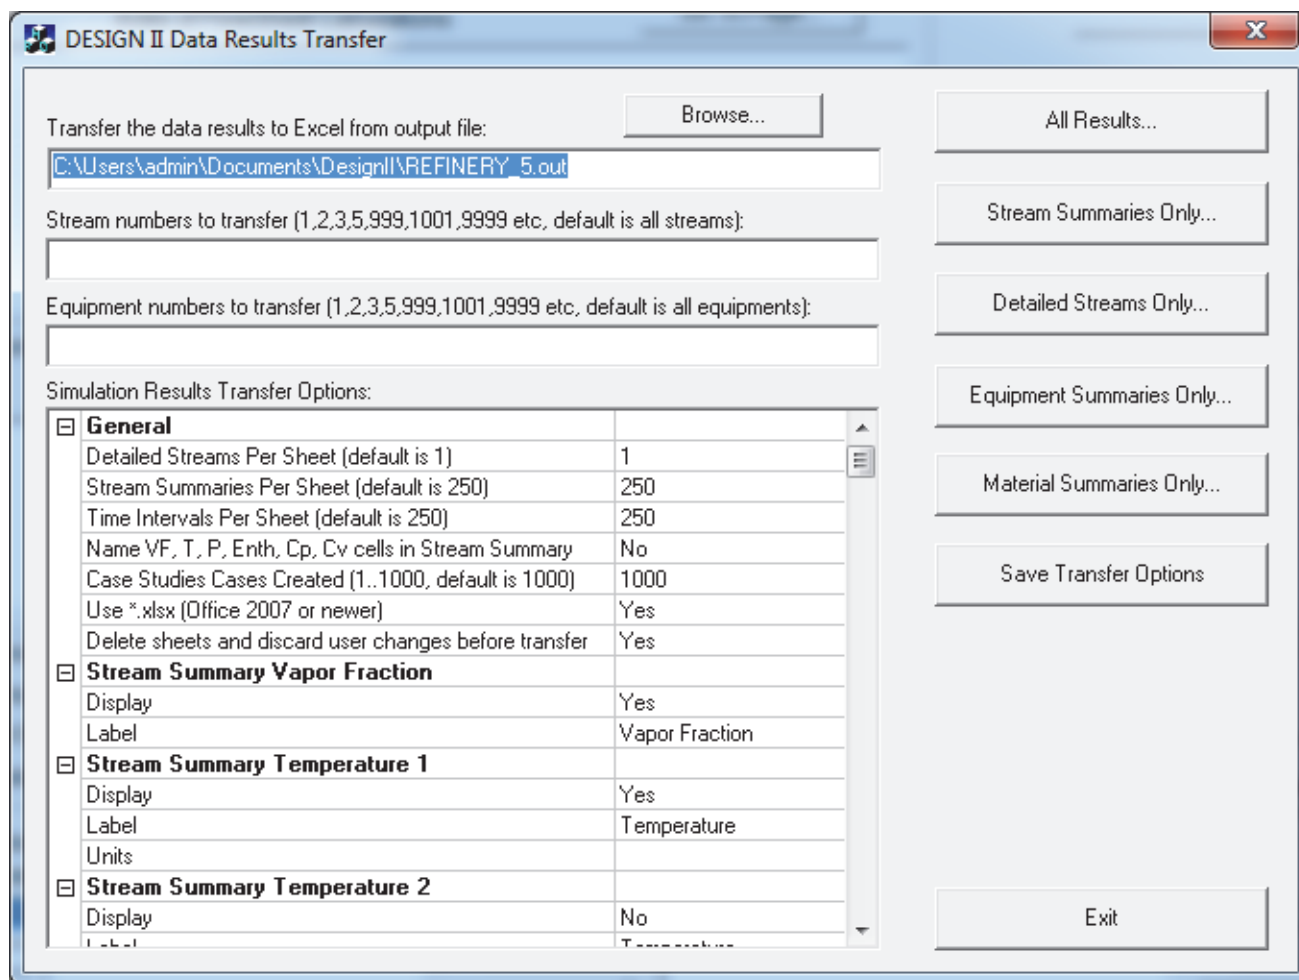 DESIGN II Data Results Transfer
Transfer the data results to Excel from output file:
Browse...
C:\Users\admin\Documents\DesignII\REFINERY_5.out
Stream numbers to transfer (1,2,3,5,999,1001,9999 etc, default is all streams):
Equipment numbers to transfer (1,2,3,5,999,1001,9999 etc, default is all equipments):
Simulation Results Transfer Options:
General
Detailed Streams Per Sheet (default is 1) 1
Stream Summaries Per Sheet (default is 250) 250
Time Intervals Per Sheet (default is 250) 250
Name VF, T, P, Enth, Cp, Cv cells in Stream Summary No
Case Studies Cases Created (1..1000, default is 1000) 1000
Use *.xlsx (Office 2007 or newer) Yes
Delete sheets and discard user changes before transfer Yes
Stream Summary Vapor Fraction
Display Yes
Label Vapor Fraction
Stream Summary Temperature 1
Display Yes
Label Temperature
Units
Stream Summary Temperature 2
Display No
Label Temperature
All Results...
Stream Summaries Only...
Detailed Streams Only...
Equipment Summaries Only...
Material Summaries Only...
Save Transfer Options
Exit